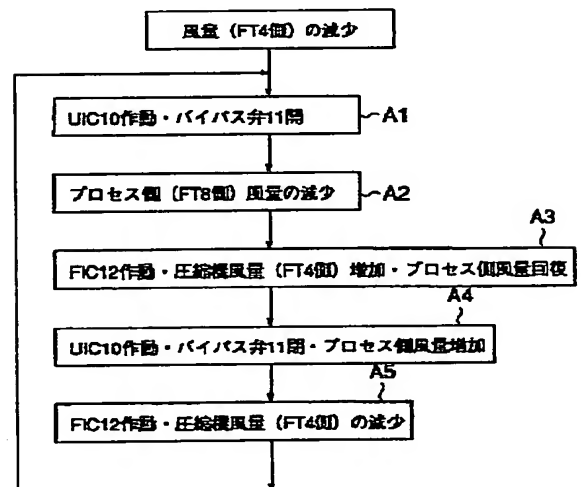 風量（FT4側）の減少
UIC10作動・バイパス弁11開
A1
プロセス側（FT8側）風量の減少
A2
A3
FIC12作動・圧縮機風量（FT4側）増加・プロセス側風量回復
A4
UIC10作動・バイパス弁11閉・プロセス側風量増加
A5
FIC12作動・圧縮機風量（FT4側）の減少